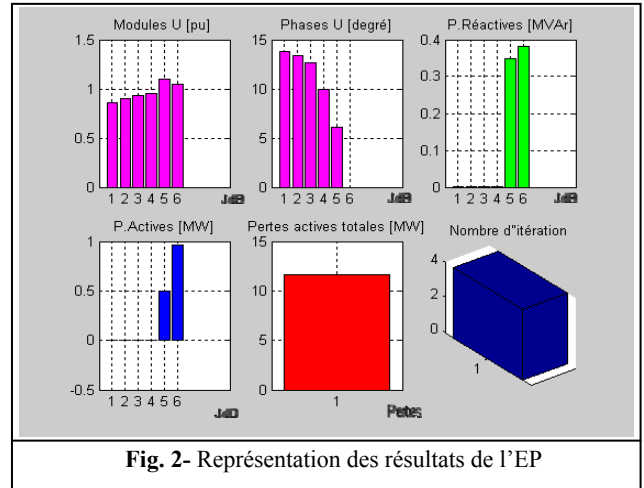 Modules U [pu]
Phases U [degré]
P.Réactives [MVAr]
1.5
1
0.5
0
1 2 3 4 5 6
15
10
5
0
1 2 3 4 5 6
0.4
0.3
0.2
0.1
0
1 2 3 4 5 6
P.Actives [MW]
Pertes actives totales [MW]
Nombre d"itération
1
0.5
0
-0.5
1 2 3 4 5 6
15
10
5
0
1
Pertes
4
2
0
1
Fig. 2- Représentation des résultats de l'EP